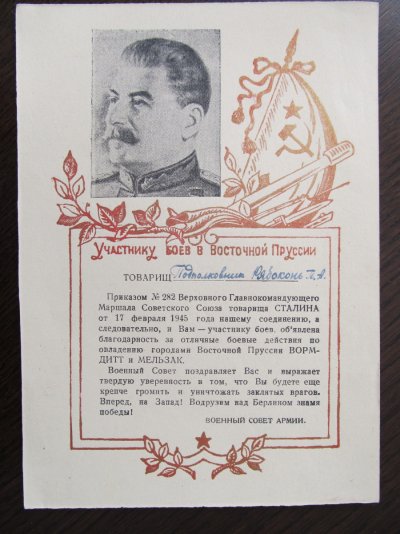 Участнику боев в Восточной Пруссии
ТОВАРИЩ Подполковник Рябоконь П. А.
Приказом № 282 Верховного Главнокомандующего
Маршала Советского Союза товарища СТАЛИНА
от 17 февраля 1945 года нашему соединению, а
следовательно, и Вам — участнику боев, об'явлена
благодарность за отличные боевые действия по
овладению городами Восточной Пруссии ВОРМ-
ДИТТ и МЕЛЬЗАК.
Военный Совет поздравляет Вас и выражает
твердую уверенность в том, что Вы будете еще
крепче громить и уничтожать заклятых врагов.
Вперед, на Запад! Водрузим над Берлином знамя
победы!
ВОЕННЫЙ СОВЕТ АРМИИ.